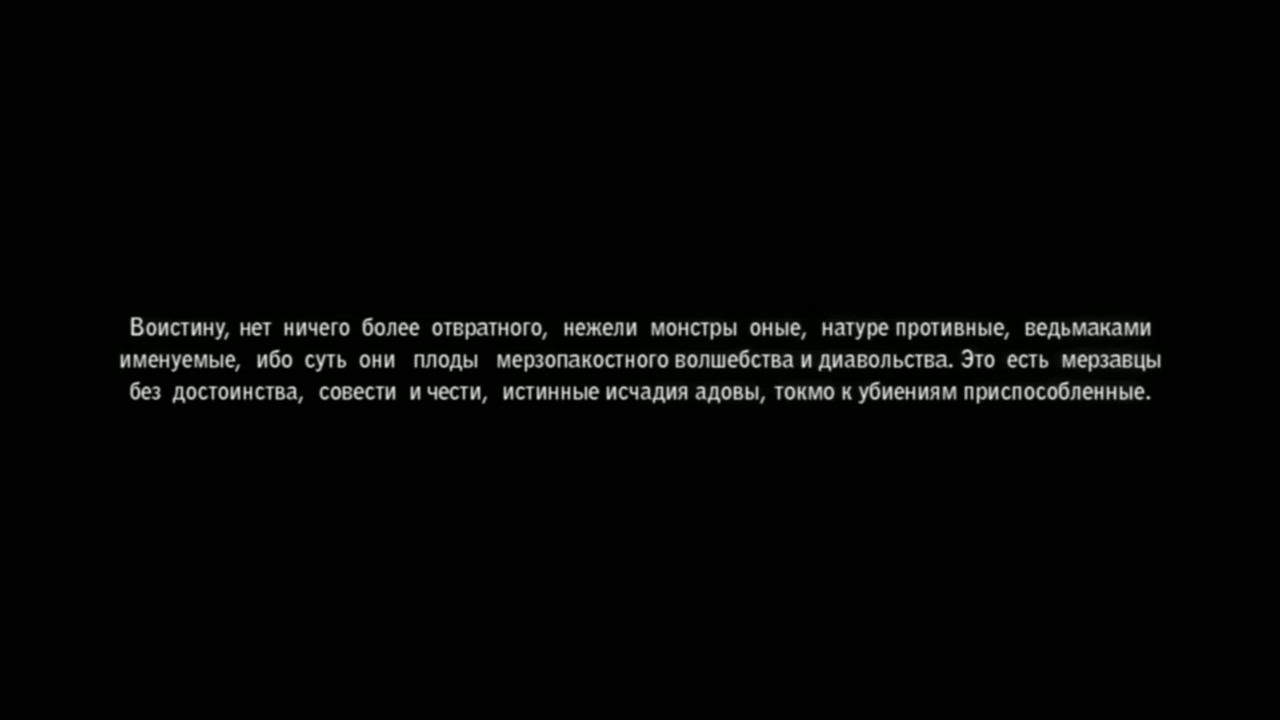 Воистину, нет ничего более отвратного, нежели монстры оные, натуре противные, ведьмаками
именуемые, ибо суть они плоды мерзопакостного волшебства и диавольства. Это есть мерзавцы
без достоинства, совести и чести, истинные исчадия адовы, токмо к убиениям приспособленные.